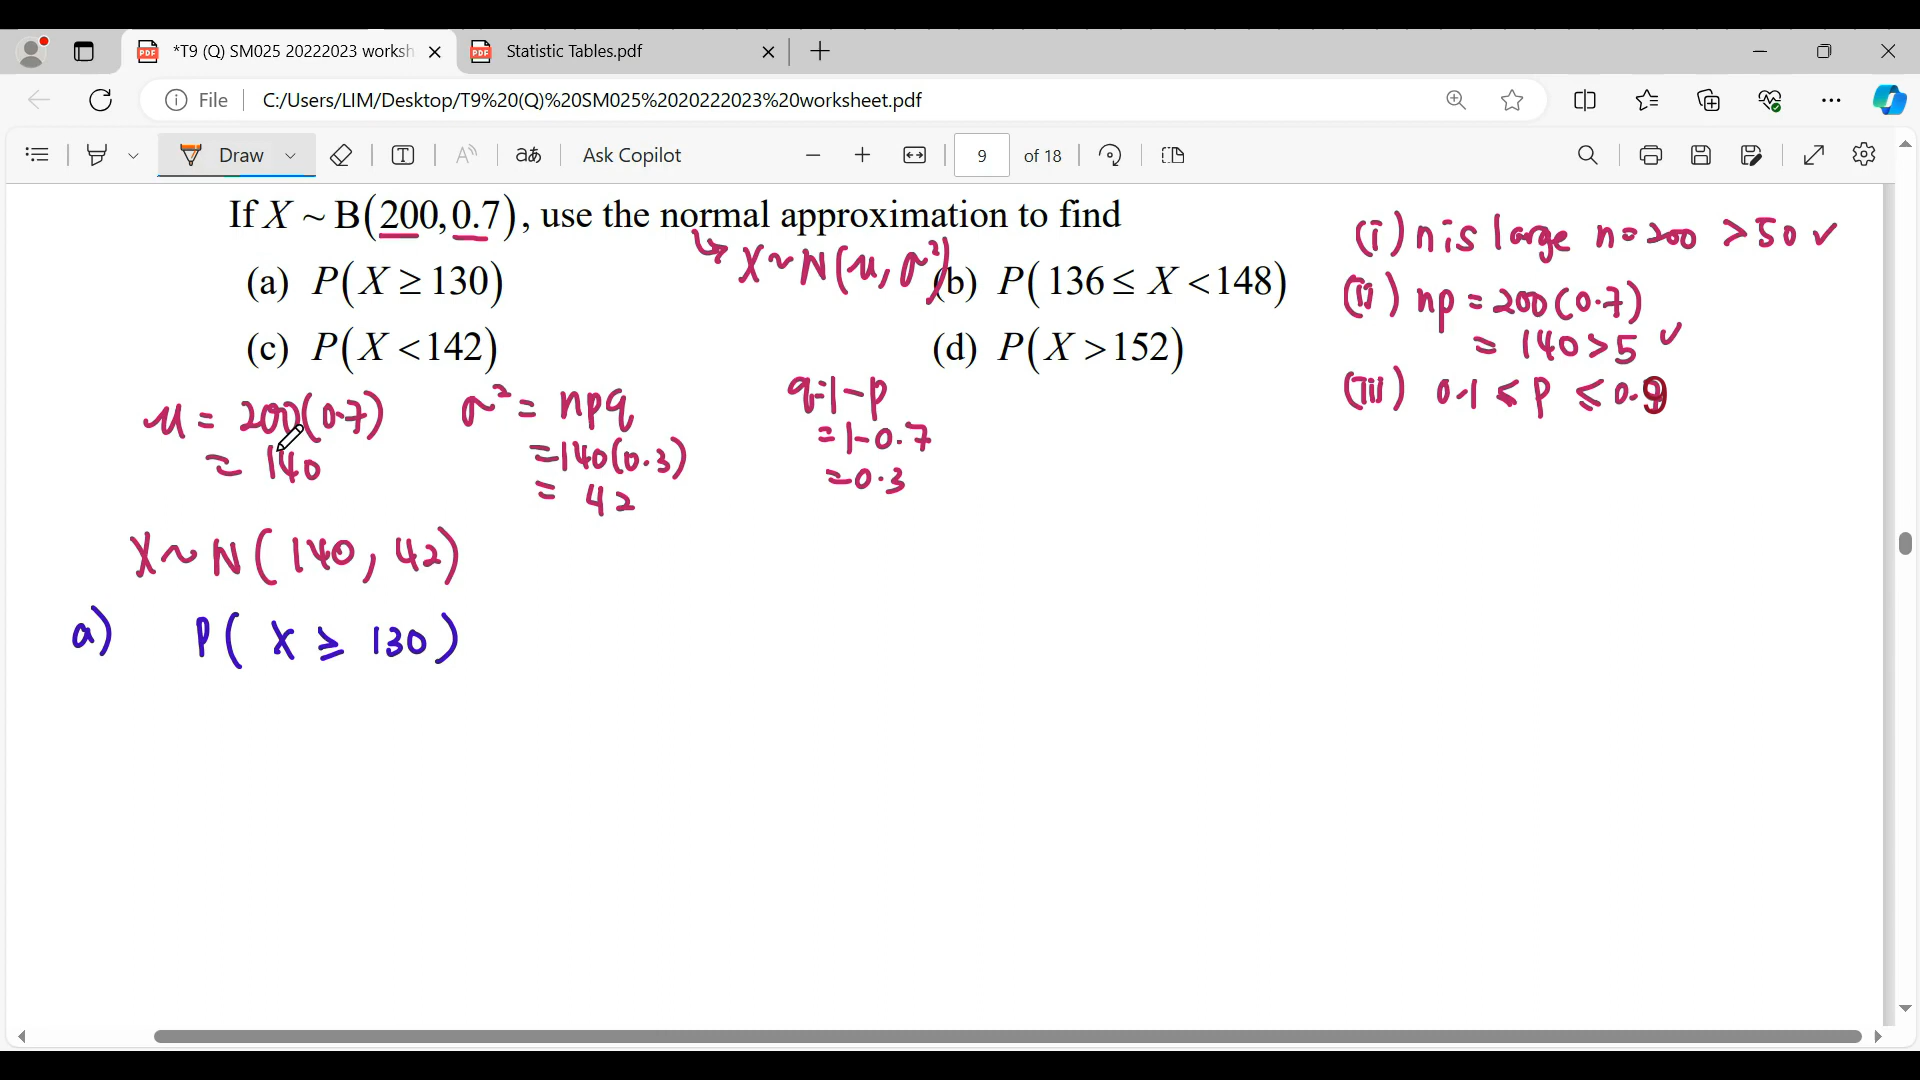 *T9 (Q) SM025 20222023 worksh
Statistic Tables.pdf
File
C:/Users/LIM/Desktop/T9%20(Q)%20SM025%2020222023%20worksheet.pdf
Draw
T
A
aあ
Ask Copilot
9 of 18
If X ~ B(200, 0.7), use the normal approximation to find
X~N(μ, σ²)
(a) P(X ≥ 130)
(b) P(136 ≤ X < 148)
(c) P(X < 142)
(d) P(X > 152)
(i) n is large n = 200 > 50 ✓
(ii) np = 200(0.7)
= 140 > 5 ✓
(iii) 0.1 ≤ p ≤ 0.9
μ = 200(0.7)
= 140
σ² = npq
= 140(0.3)
= 42
q = 1 - p
= 1 - 0.7
= 0.3
X ~ N(140, 42)
a) P(X ≥ 130)